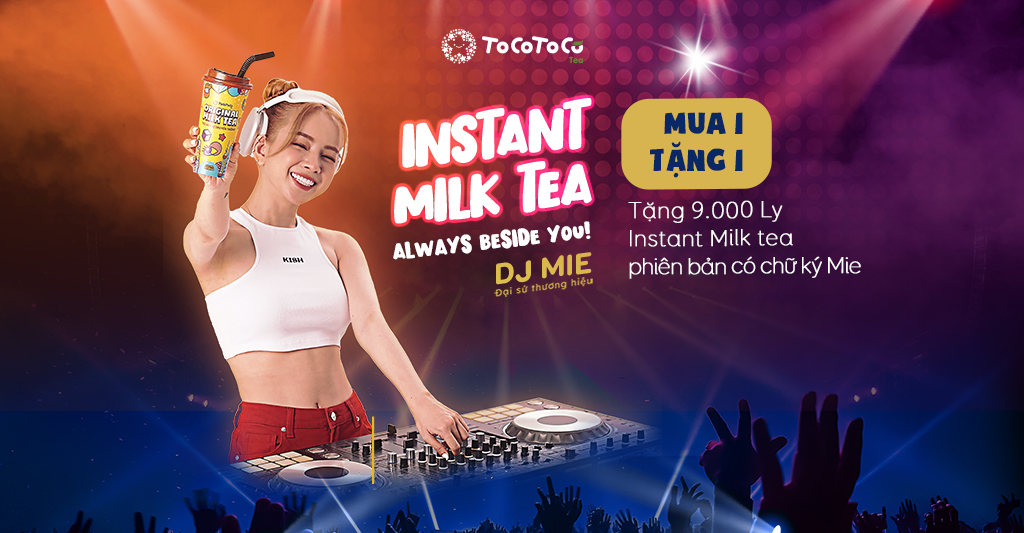 ToCoToCo
Tea
ORIGINAL
MILK TEA
KISH
INSTANT
MILK TEA
ALWAYS BESIDE YOU!
DJ MIE
Đại sứ thương hiệu
MUA 1
TẶNG 1
Tặng 9.000 Ly
Instant Milk tea
phiên bản có chữ ký Mie